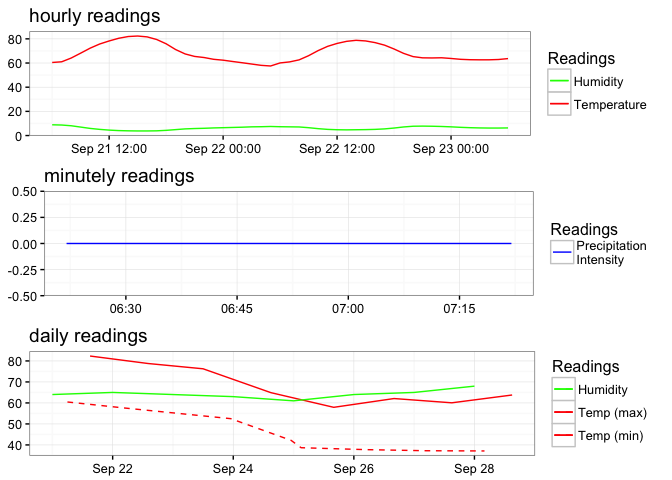 hourly readings
80
60
40
20
0
Sep 21 12:00 Sep 22 00:00 Sep 22 12:00 Sep 23 00:00
Readings
Humidity
Temperature
minutely readings
0.50
0.25
0.00
-0.25
-0.50
06:30 06:45 07:00 07:15
Readings
Precipitation
Intensity
daily readings
80
70
60
50
40
Sep 22 Sep 24 Sep 26 Sep 28
Readings
Humidity
Temp (max)
Temp (min)